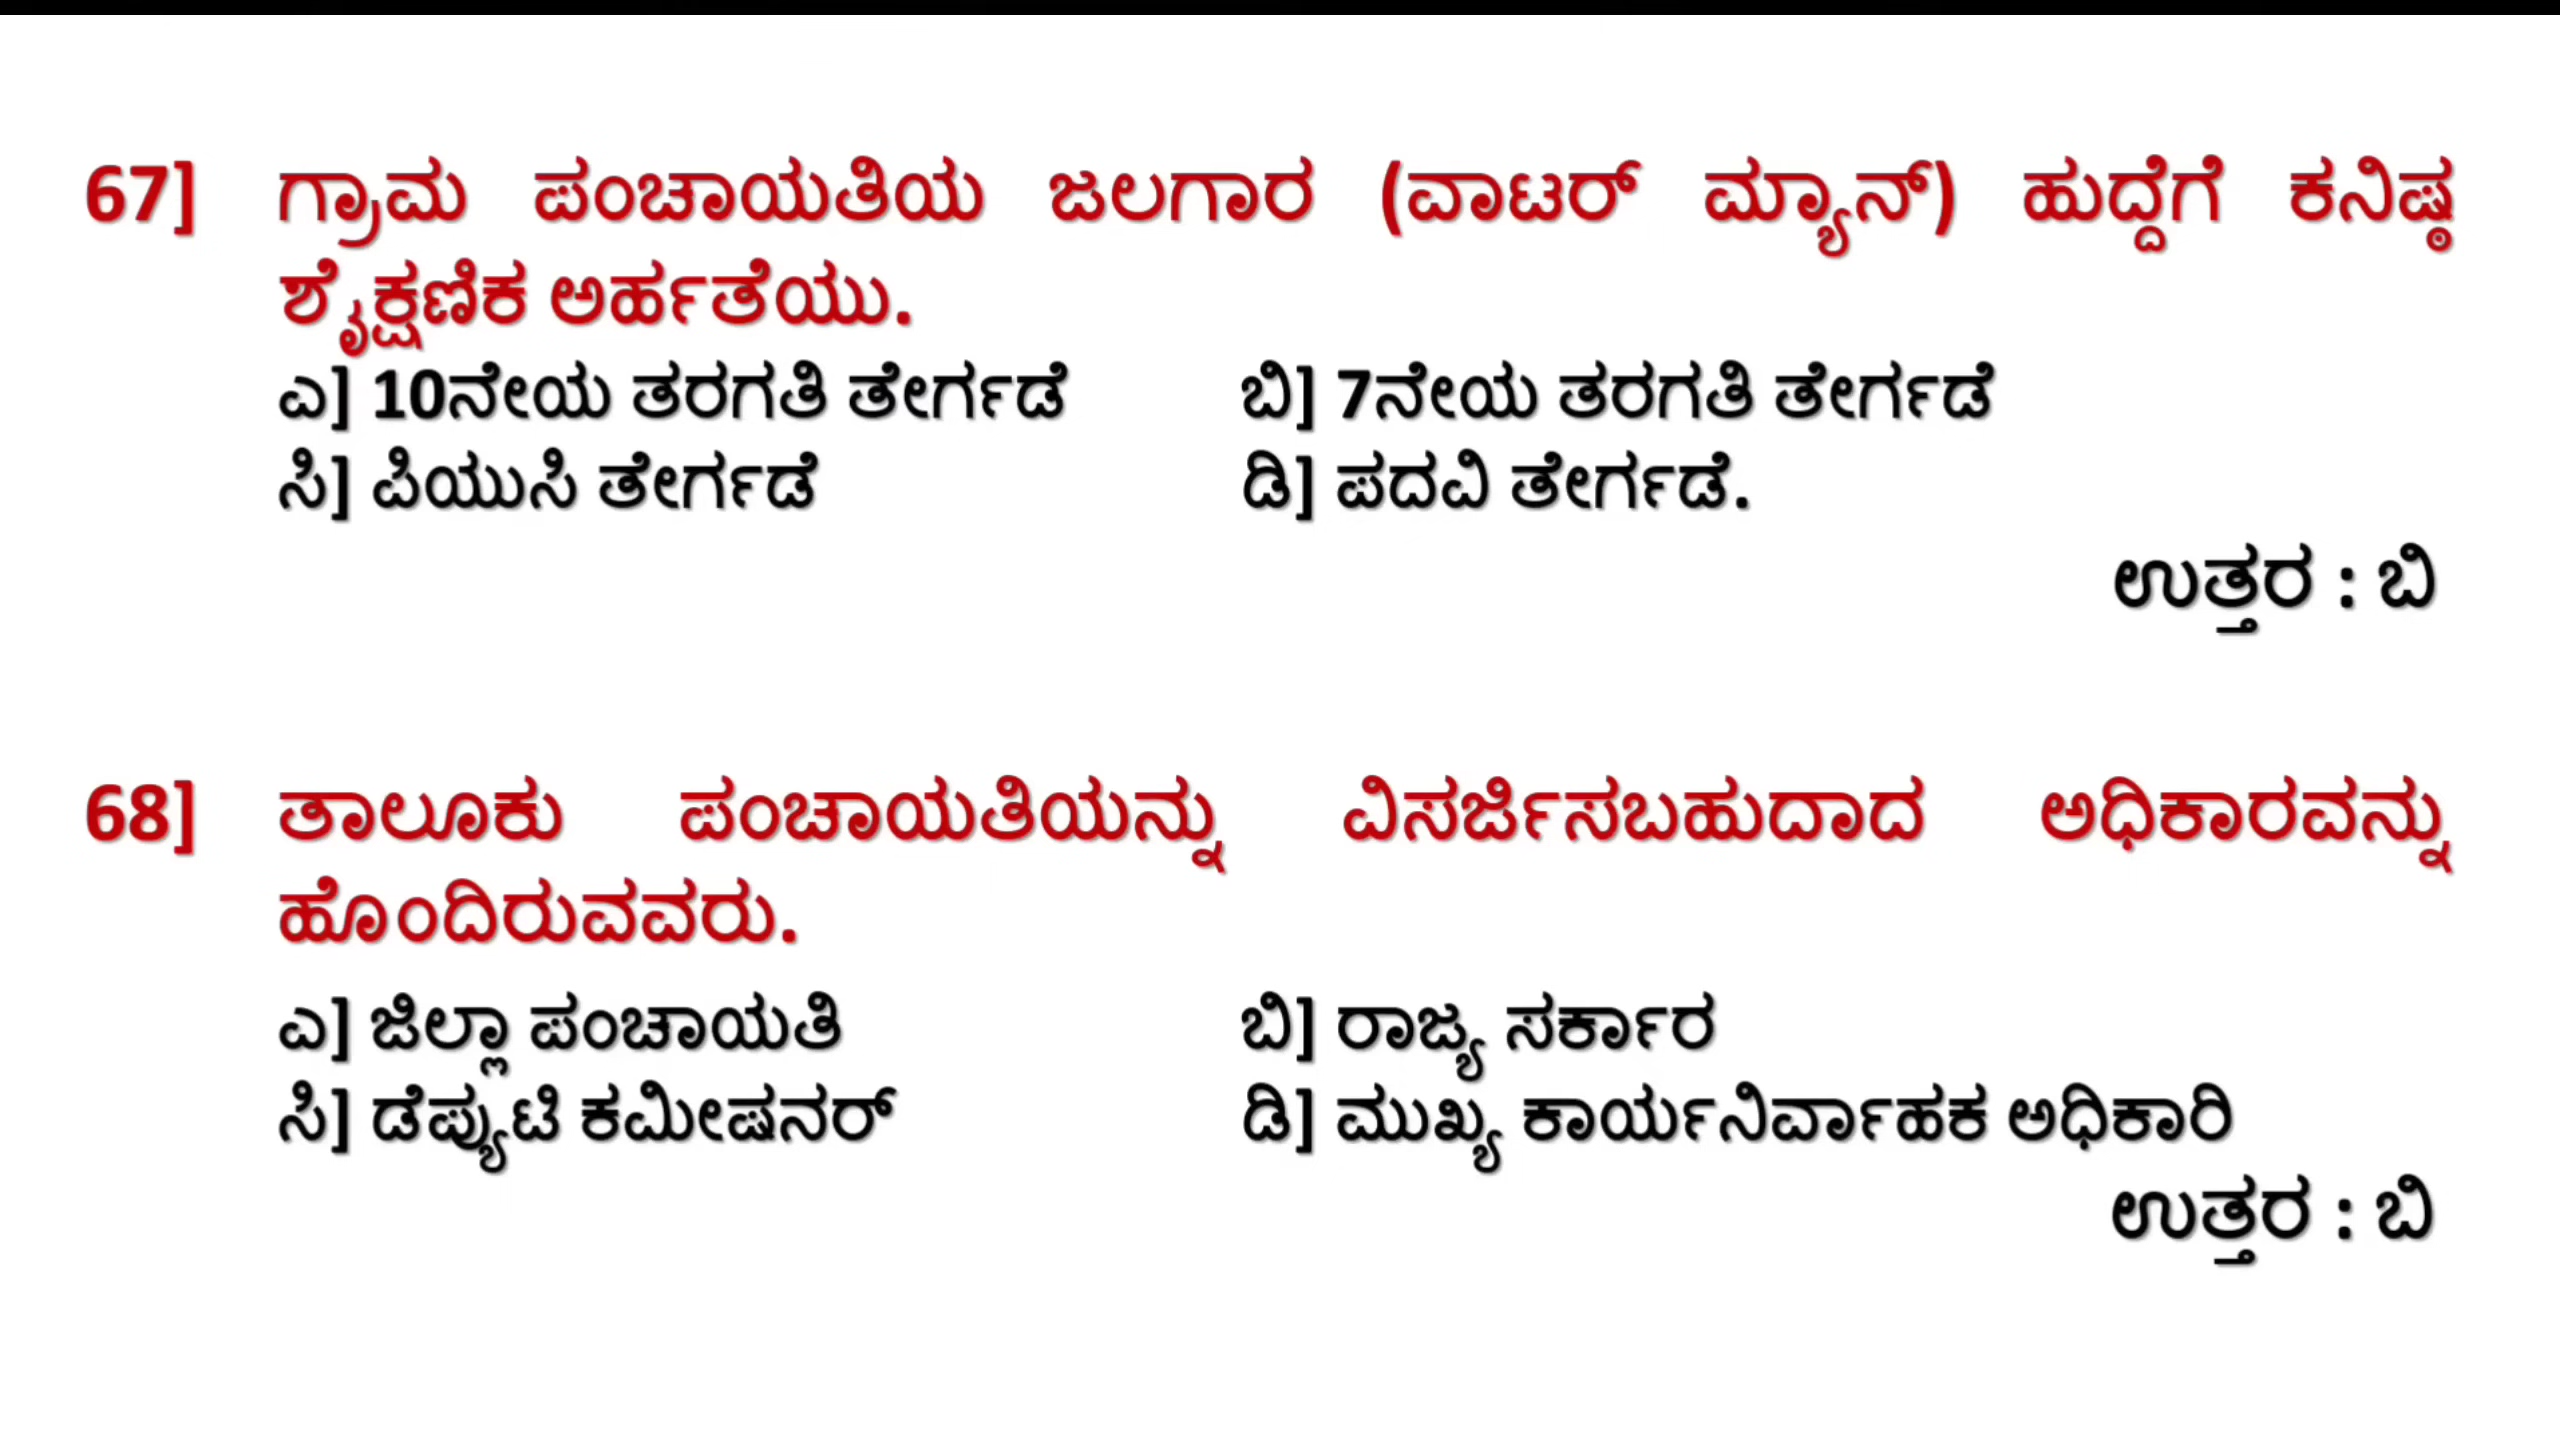 67] ಗ್ರಾಮ ಪಂಚಾಯತಿಯ ಜಲಗಾರ (ವಾಟರ್ ಮ್ಯಾನ್) ಹುದ್ದೆಗೆ ಕನಿಷ್ಠ
ಶೈಕ್ಷಣಿಕ ಅರ್ಹತೆಯು.
ಎ] 10ನೇಯ ತರಗತಿ ತೇರ್ಗಡೆ ಬಿ] 7ನೇಯ ತರಗತಿ ತೇರ್ಗಡೆ
ಸಿ] ಪಿಯುಸಿ ತೇರ್ಗಡೆ ಡಿ] ಪದವಿ ತೇರ್ಗಡೆ.
ಉತ್ತರ : ಬಿ
68] ತಾಲೂಕು ಪಂಚಾಯತಿಯನ್ನು ವಿಸರ್ಜಿಸಬಹುದಾದ ಅಧಿಕಾರವನ್ನು
ಹೊಂದಿರುವವರು.
ಎ] ಜಿಲ್ಲಾ ಪಂಚಾಯತಿ ಬಿ] ರಾಜ್ಯ ಸರ್ಕಾರ
ಸಿ] ಡೆಪ್ಯುಟಿ ಕಮೀಷನರ್ ಡಿ] ಮುಖ್ಯ ಕಾರ್ಯನಿರ್ವಾಹಕ ಅಧಿಕಾರಿ
ಉತ್ತರ : ಬಿ